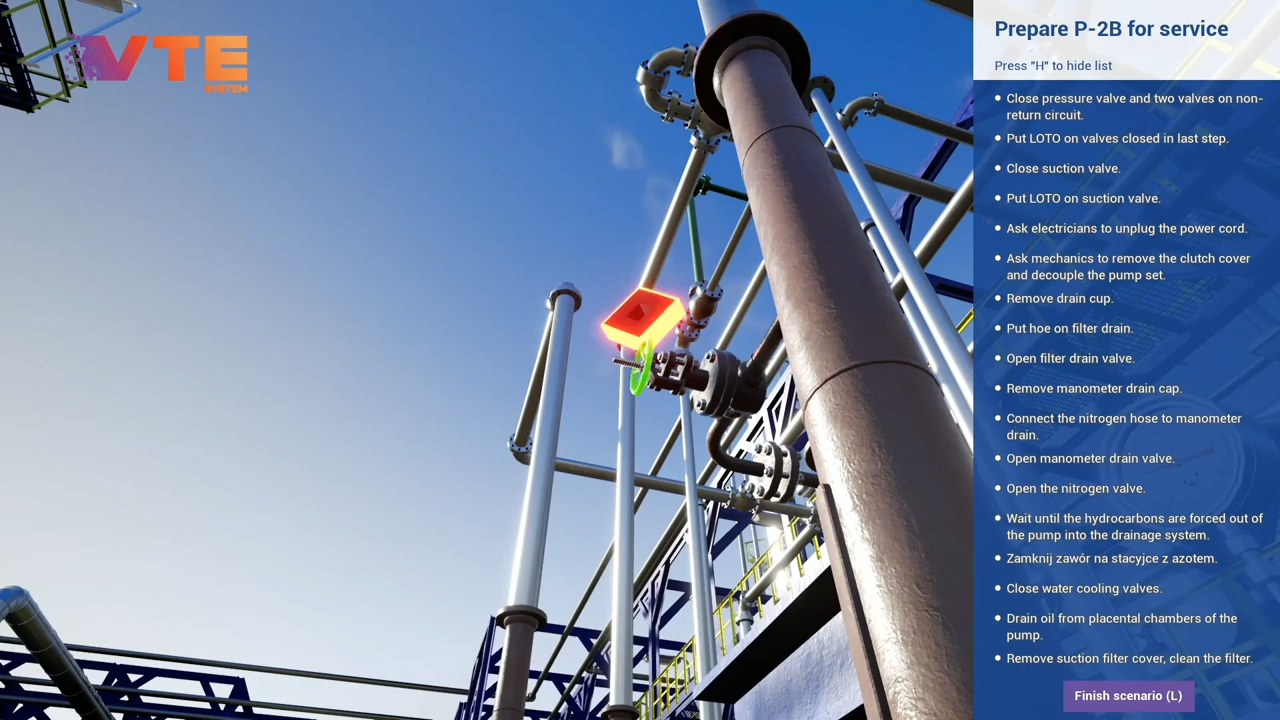 VTE
SYSTEM
Prepare P-2B for service
Press "H" to hide list
Close pressure valve and two valves on non-
return circuit.
Put LOTO on valves closed in last step.
Close suction valve.
Put LOTO on suction valve.
Ask electricians to unplug the power cord.
Ask mechanics to remove the clutch cover
and decouple the pump set.
Remove drain cup.
Put hoe on filter drain.
Open filter drain valve.
Remove manometer drain cap.
Connect the nitrogen hose to manometer
drain.
Open manometer drain valve.
Open the nitrogen valve.
Wait until the hydrocarbons are forced out of
the pump into the drainage system.
Zamknij zawór na stacyjce z azotem.
Close water cooling valves.
Drain oil from placental chambers of the
pump.
Remove suction filter cover, clean the filter.
Finish scenario (L)